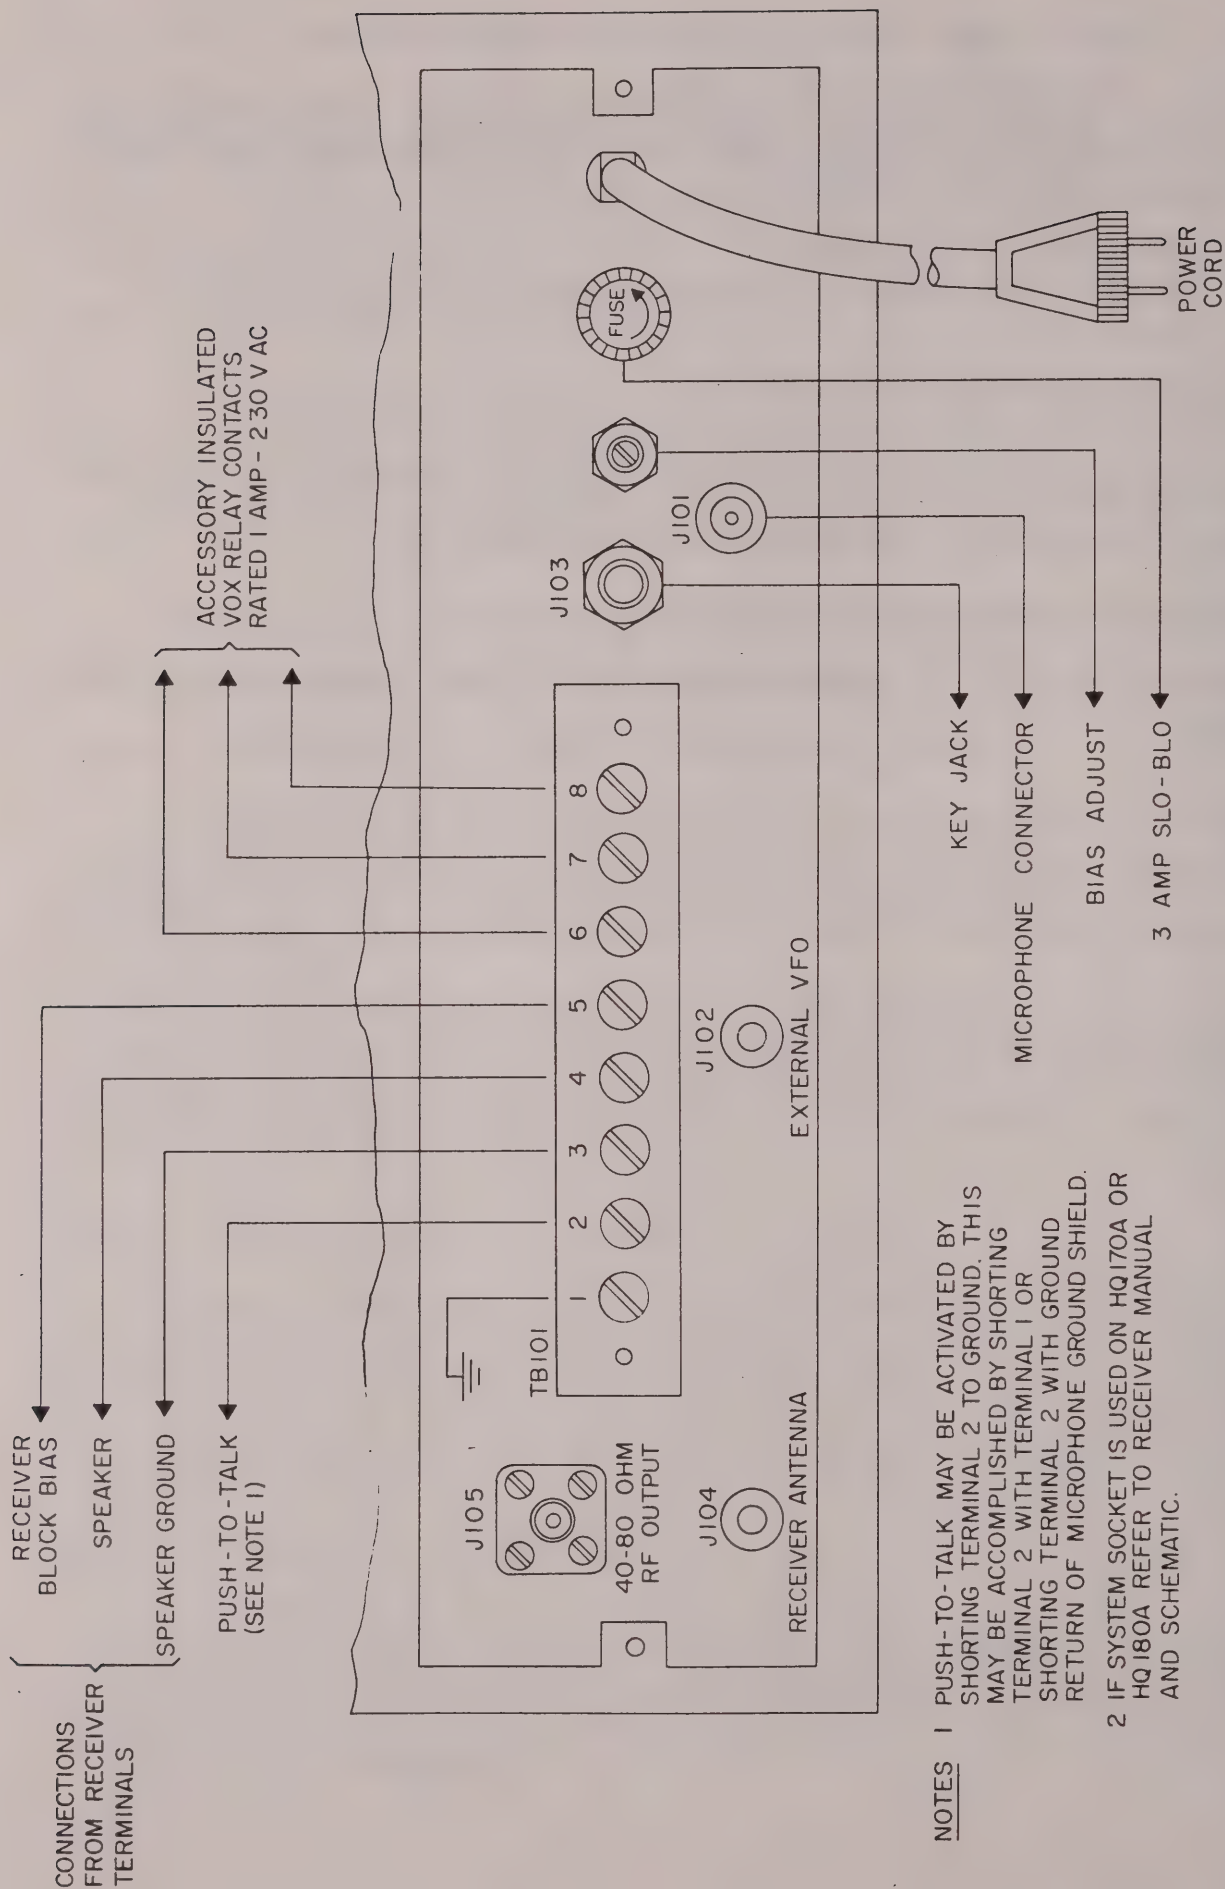 CONNECTIONS
FROM RECEIVER
TERMINALS
RECEIVER
BLOCK BIAS
SPEAKER
SPEAKER GROUND
PUSH-TO-TALK
(SEE NOTE 1)
ACCESSORY INSULATED
VOX RELAY CONTACTS
RATED 1 AMP - 230 V AC
J105
40-80 OHM
RF OUTPUT
J104
RECEIVER ANTENNA
TB101
1 2 3 4 5 6 7 8
J102
EXTERNAL VFO
J103
J101
FUSE
KEY JACK
MICROPHONE CONNECTOR
BIAS ADJUST
3 AMP SLO-BLO
POWER
CORD
NOTES 1 PUSH-TO-TALK MAY BE ACTIVATED BY
SHORTING TERMINAL 2 TO GROUND. THIS
MAY BE ACCOMPLISHED BY SHORTING
TERMINAL 2 WITH TERMINAL 1 OR
SHORTING TERMINAL 2 WITH GROUND
RETURN OF MICROPHONE GROUND SHIELD.
2 IF SYSTEM SOCKET IS USED ON HQ170A OR
HQ180A REFER TO RECEIVER MANUAL
AND SCHEMATIC.